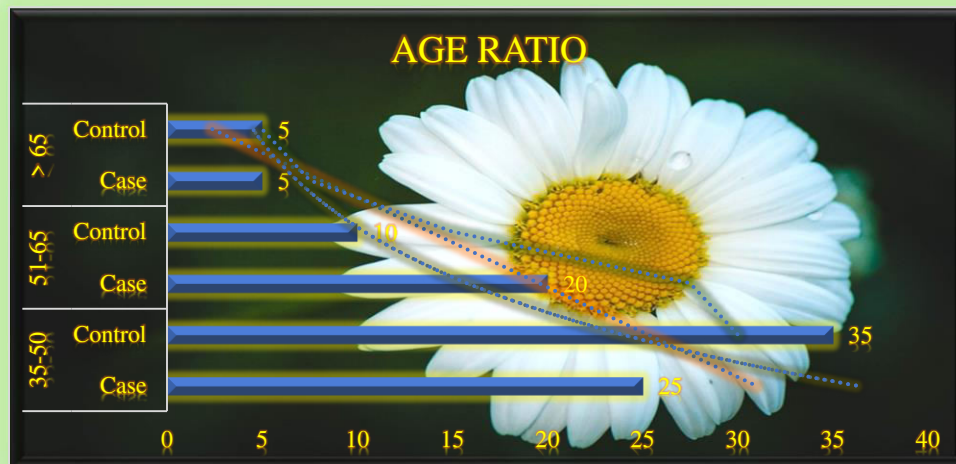 AGE RATIO
> 65
Control 5
Case 5
51-65
Control 10
Case 20
35-50
Control 35
Case 25
0 5 10 15 20 25 30 35 40